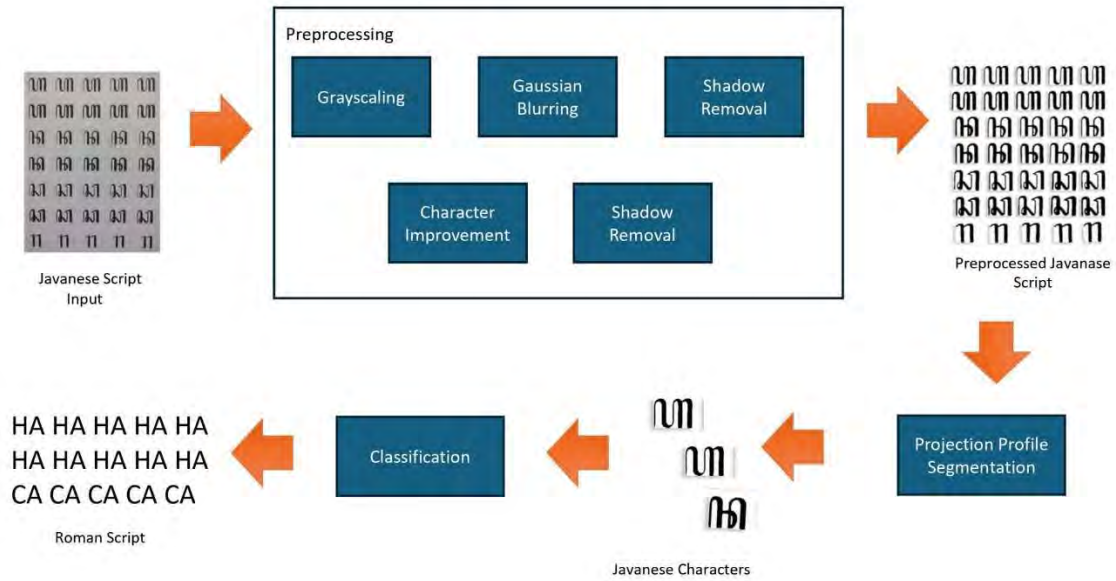 Preprocessing
ꦲ ꦲ ꦲ ꦲ ꦲ
ꦲ ꦲ ꦲ ꦲ ꦲ
ꦕ ꦕ ꦕ ꦕ ꦕ
ꦕ ꦕ ꦕ ꦕ ꦕ
ꦫ ꦫ ꦫ ꦫ ꦫ
Javanese Script
Input
Grayscaling
Gaussian
Blurring
Shadow
Removal
Character
Improvement
Shadow
Removal
ꦲ ꦲ ꦲ ꦲ ꦲ
ꦲ ꦲ ꦲ ꦲ ꦲ
ꦕ ꦕ ꦕ ꦕ ꦕ
ꦕ ꦕ ꦕ ꦕ ꦕ
ꦫ ꦫ ꦫ ꦫ ꦫ
Preprocessed Javanase
Script
Projection Profile
Segmentation
ꦲ
ꦲ
ꦕ
Javanese Characters
Classification
HA HA HA HA HA
HA HA HA HA HA
CA CA CA CA CA
Roman Script